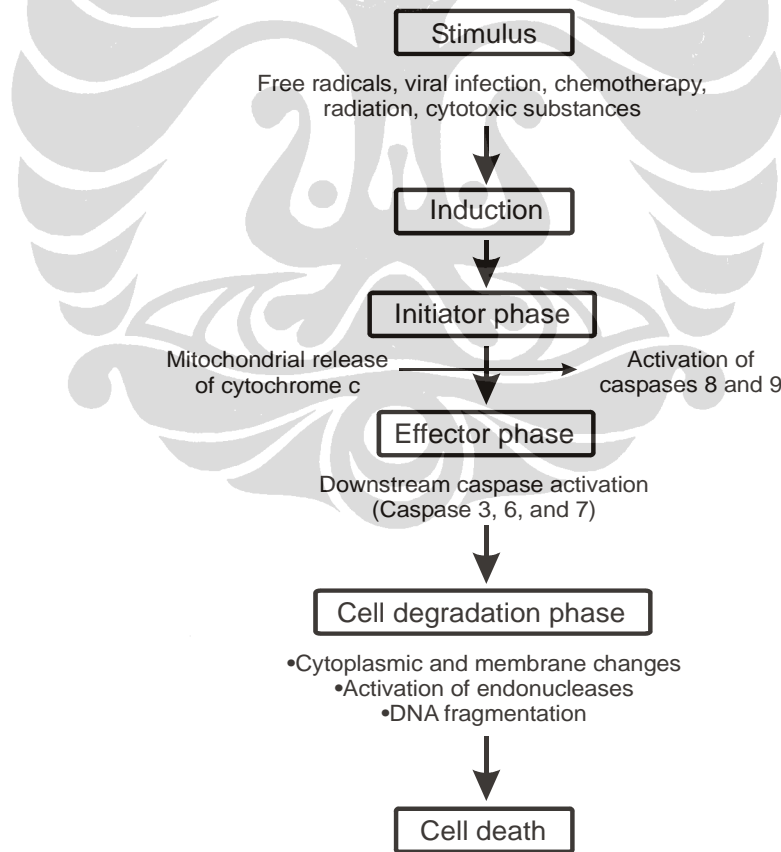 Stimulus
Free radicals, viral infection, chemotherapy,
radiation, cytotoxic substances
Induction
Initiator phase
Mitochondrial release
of cytochrome c
Activation of
caspases 8 and 9
Effector phase
Downstream caspase activation
(Caspase 3, 6, and 7)
Cell degradation phase
•Cytoplasmic and membrane changes
•Activation of endonucleases
•DNA fragmentation
Cell death